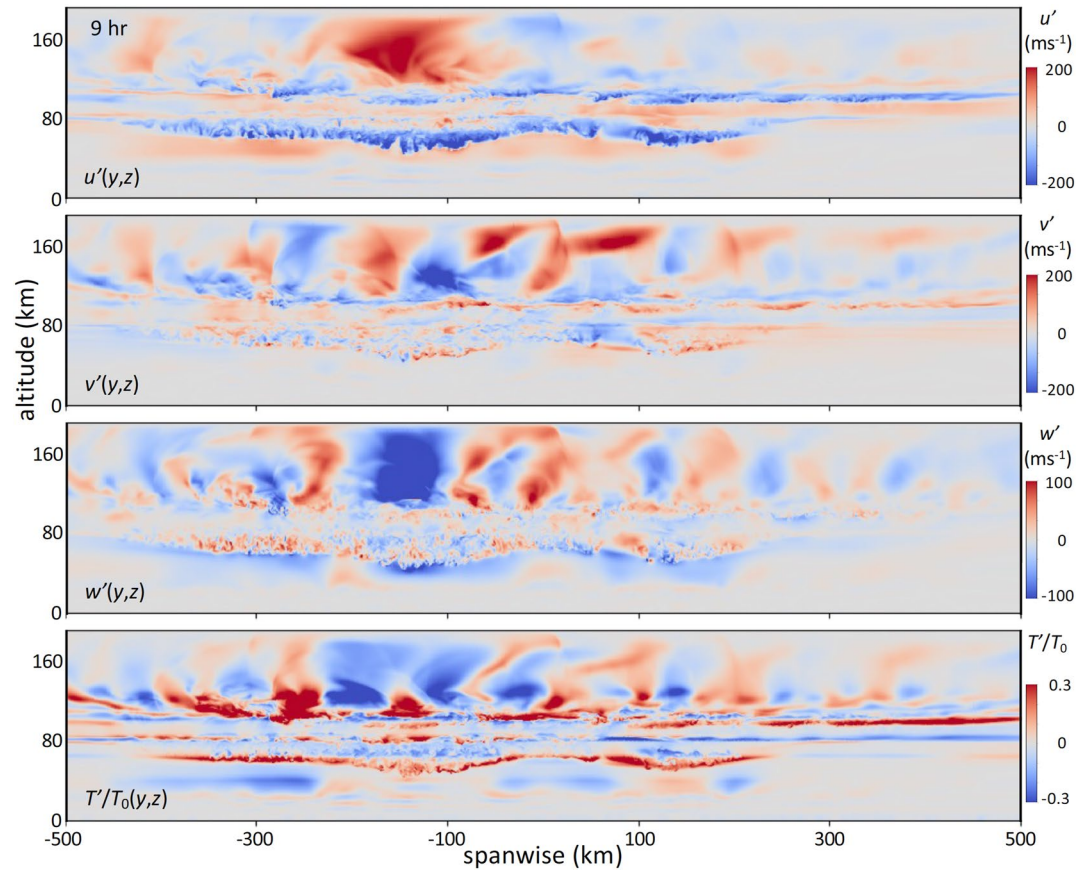 9 hr
u'
(ms⁻¹)
200
0
-200
160
80
0
u'(y,z)
v'
(ms⁻¹)
200
0
-200
160
80
0
v'(y,z)
altitude (km)
w'
(ms⁻¹)
100
0
-100
160
80
0
w'(y,z)
T'/T₀
0.3
0
-0.3
160
80
0
T'/T₀(y,z)
-500 -300 -100 100 300 500
spanwise (km)